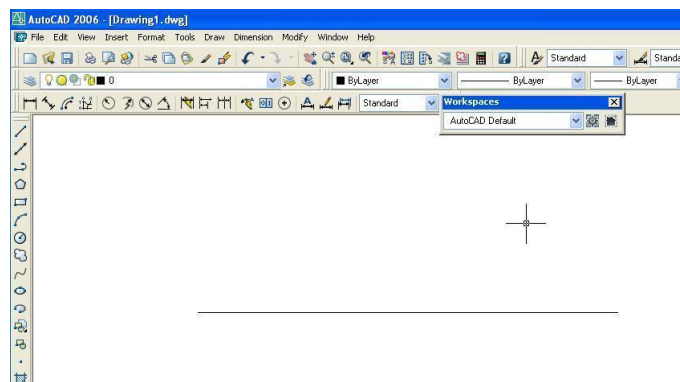 AutoCAD 2006 - [Drawing1.dwg]
File Edit View Insert Format Tools Draw Dimension Modify Window Help
Standard Standa
0 ByLayer ByLayer ByLayer
Standard
Workspaces
AutoCAD Default